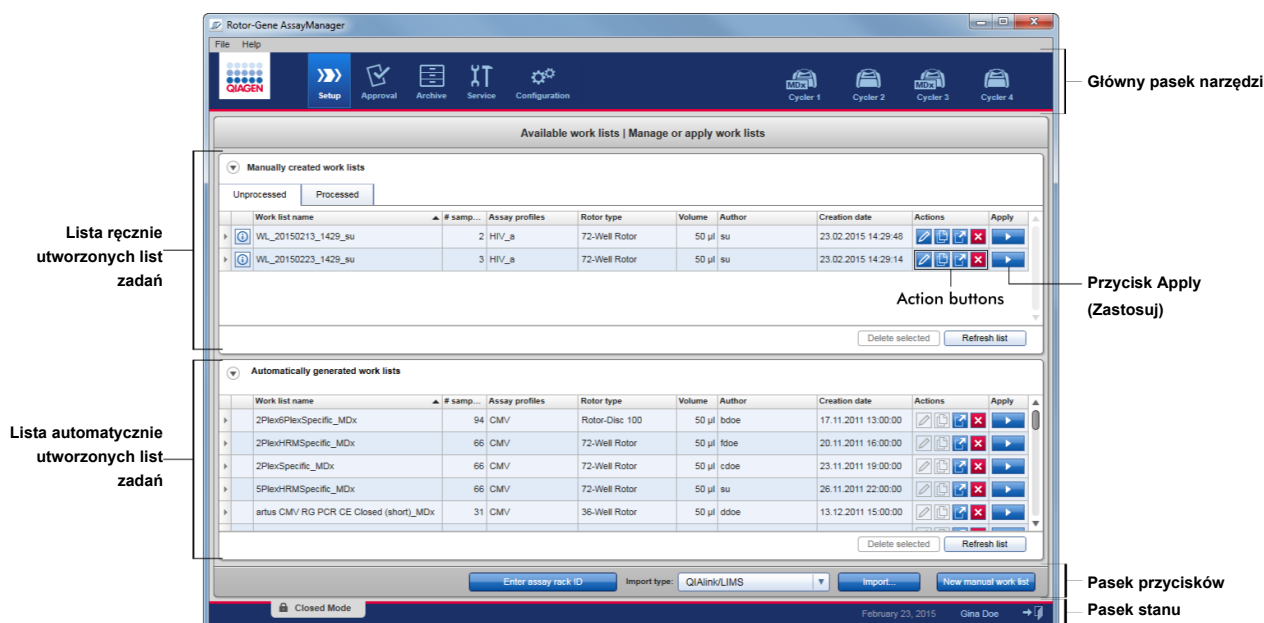 Rotor-Gene AssayManager
File Help
QIAGEN
Setup Approval Archive Service Configuration
MDx MDx
Cycler 1 Cycler 2 Cycler 3 Cycler 4
Główny pasek narzędzi
Available work lists | Manage or apply work lists
Manually created work lists
Unprocessed Processed
Work list name # samp... Assay profiles Rotor type Volume Author Creation date Actions Apply
WL_20150213_1429_su 2 HIV_a 72-Well Rotor 50 µl su 23.02.2015 14:29:48
WL_20150223_1429_su 3 HIV_a 72-Well Rotor 50 µl su 23.02.2015 14:29:14
Lista ręcznie
utworzonych list
zadań
Action buttons
Przycisk Apply
(Zastosuj)
Delete selected Refresh list
Automatically generated work lists
Work list name # samp... Assay profiles Rotor type Volume Author Creation date Actions Apply
2Plex6PlexSpecific_MDx 94 CMV Rotor-Disc 100 50 µl bdoe 17.11.2011 13:00:00
2PlexHRMSpecific_MDx 66 CMV 72-Well Rotor 50 µl fdoe 20.11.2011 16:00:00
2PlexSpecific_MDx 66 CMV 72-Well Rotor 50 µl cdoe 23.11.2011 19:00:00
5PlexHRMSpecific_MDx 66 CMV 72-Well Rotor 50 µl su 26.11.2011 22:00:00
artus CMV RG PCR CE Closed (short)_MDx 31 CMV 36-Well Rotor 50 µl ddoe 13.12.2011 15:00:00
Lista automatycznie
utworzonych list
zadań
Delete selected Refresh list
Enter assay rack ID Import type: QIAlink/LIMS Import... New manual work list
Pasek przycisków
Closed Mode February 23, 2015 Gina Doe
Pasek stanu